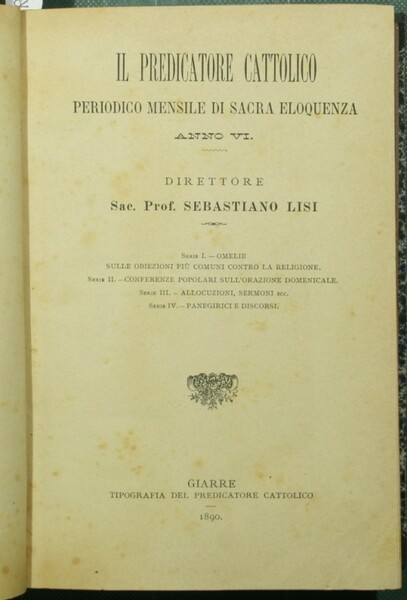 IL PREDICATORE CATTOLICO
PERIODICO MENSILE DI SACRA ELOQUENZA
ANNO VI.
DIRETTORE
Sac. Prof. SEBASTIANO LISI
SERIE I. — OMELIE
SULLE OBIEZIONI PIÙ COMUNI CONTRO LA RELIGIONE.
SERIE II. — CONFERENZE POPOLARI SULL'ORAZIONE DOMENICALE.
SERIE III. — ALLOCUZIONI, SERMONI ECC.
SERIE IV. — PANEGIRICI E DISCORSI.
GIARRE
TIPOGRAFIA DEL PREDICATORE CATTOLICO
1890.